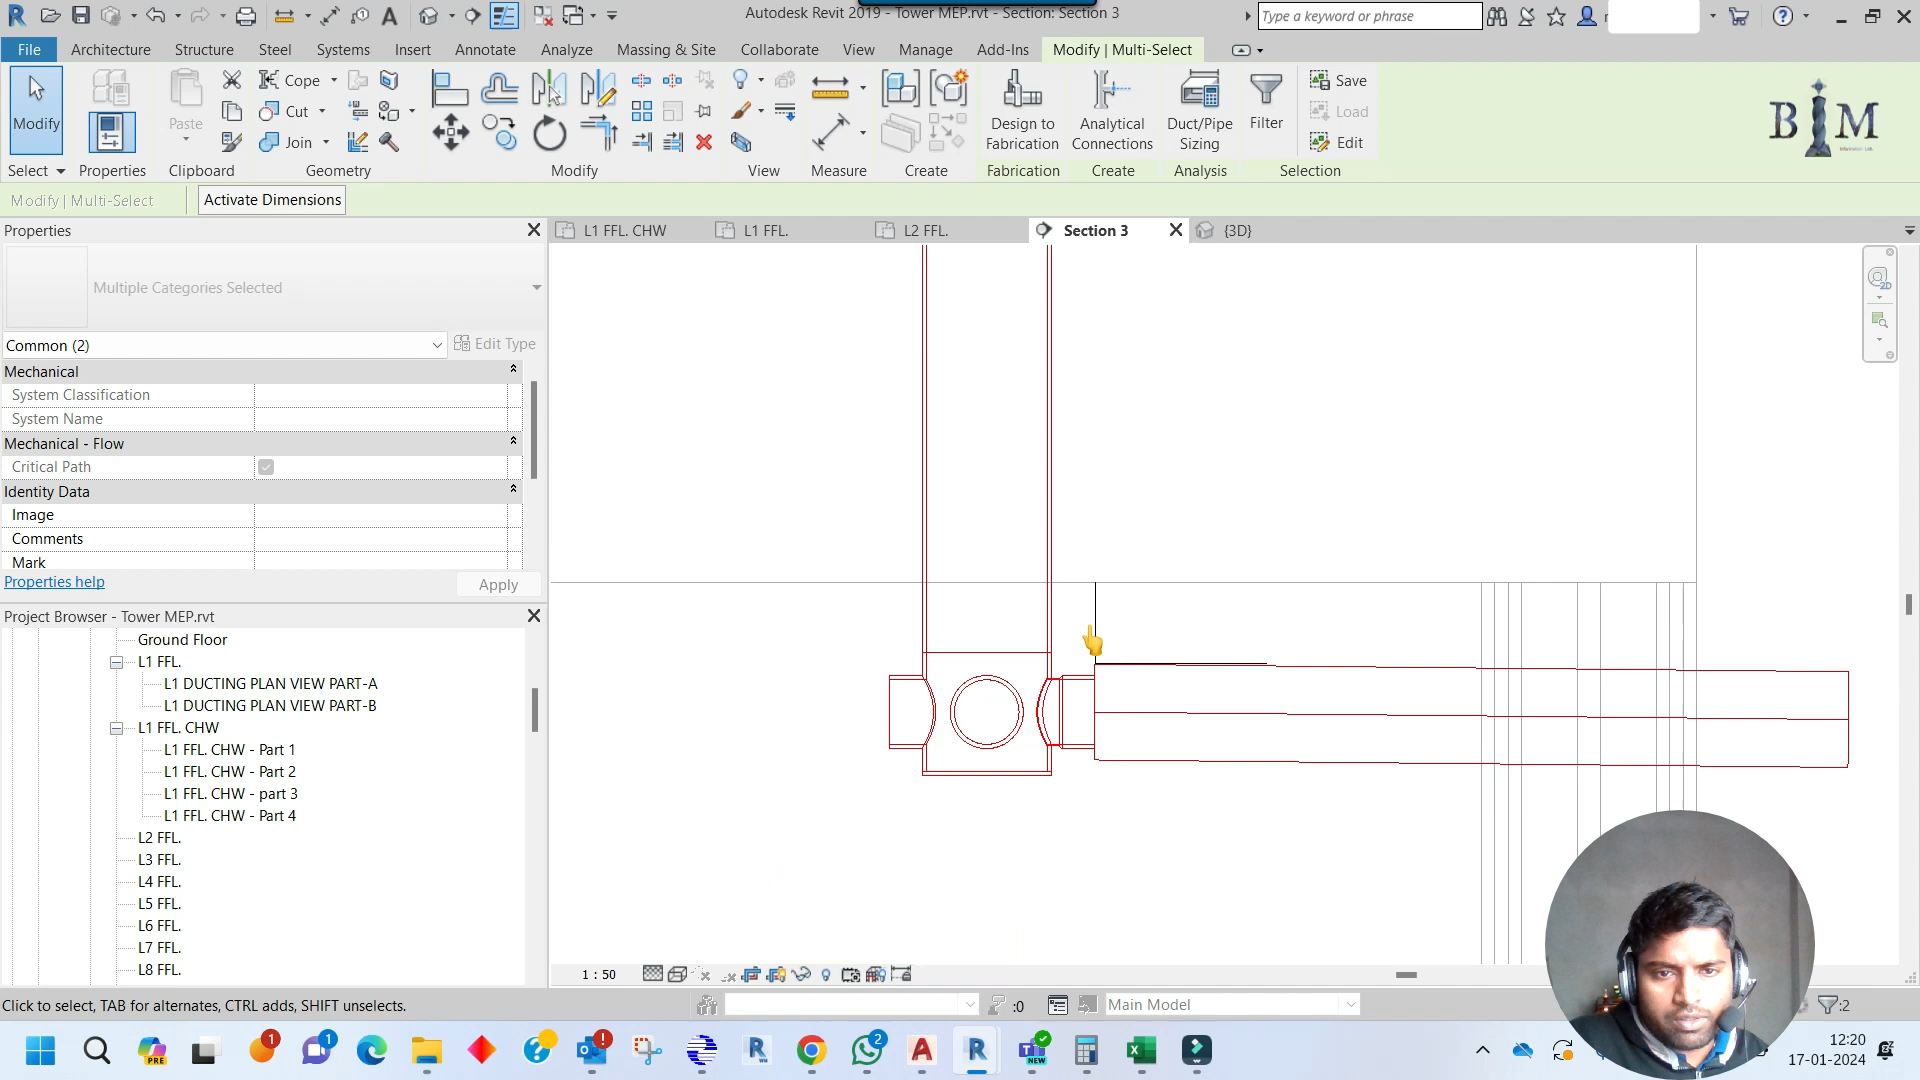 Autodesk Revit 2019 - Tower MEP.rvt - Section: Section 3
Type a keyword or phrase
File Architecture Structure Steel Systems Insert Annotate Analyze Massing & Site Collaborate View Manage Add-Ins Modify | Multi-Select
Modify
Paste
Cope
Cut
Join
Design to Fabrication
Analytical Connections
Duct/Pipe Sizing
Filter
Save
Load
Edit
BIM
Select Properties Clipboard Geometry Modify View Measure Create Fabrication Create Analysis Selection
Modify | Multi-Select Activate Dimensions
Properties
L1 FFL. CHW L1 FFL. L2 FFL. Section 3 {3D}
2D
Multiple Categories Selected
Common (2) Edit Type
Mechanical
System Classification
System Name
Mechanical - Flow
Critical Path
Identity Data
Image
Comments
Mark
Properties help Apply
Project Browser - Tower MEP.rvt
Ground Floor
L1 FFL.
L1 DUCTING PLAN VIEW PART-A
L1 DUCTING PLAN VIEW PART-B
L1 FFL. CHW
L1 FFL. CHW - Part 1
L1 FFL. CHW - Part 2
L1 FFL. CHW - part 3
L1 FFL. CHW - Part 4
L2 FFL.
L3 FFL.
L4 FFL.
L5 FFL.
L6 FFL.
L7 FFL.
L8 FFL.
1 : 50
Click to select, TAB for alternates, CTRL adds, SHIFT unselects.
:0
Main Model
:2
PRE
1
1
2
NEW
12:20
17-01-2024